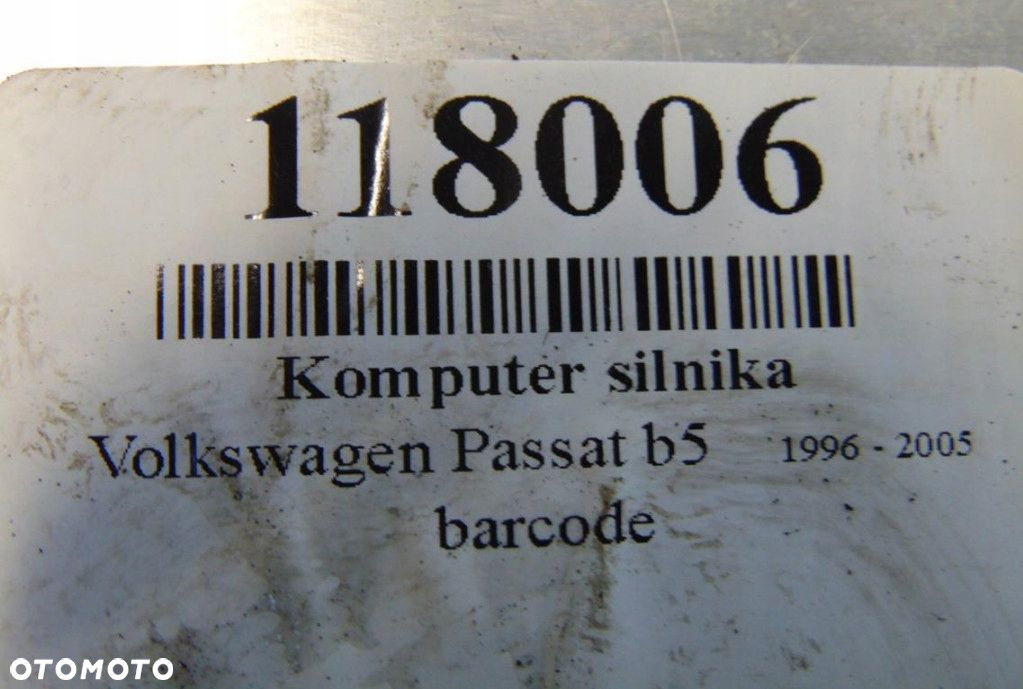 118006
Komputer silnika
Volkswagen Passat b5 1996 - 2005
barcode
OTOMOTO